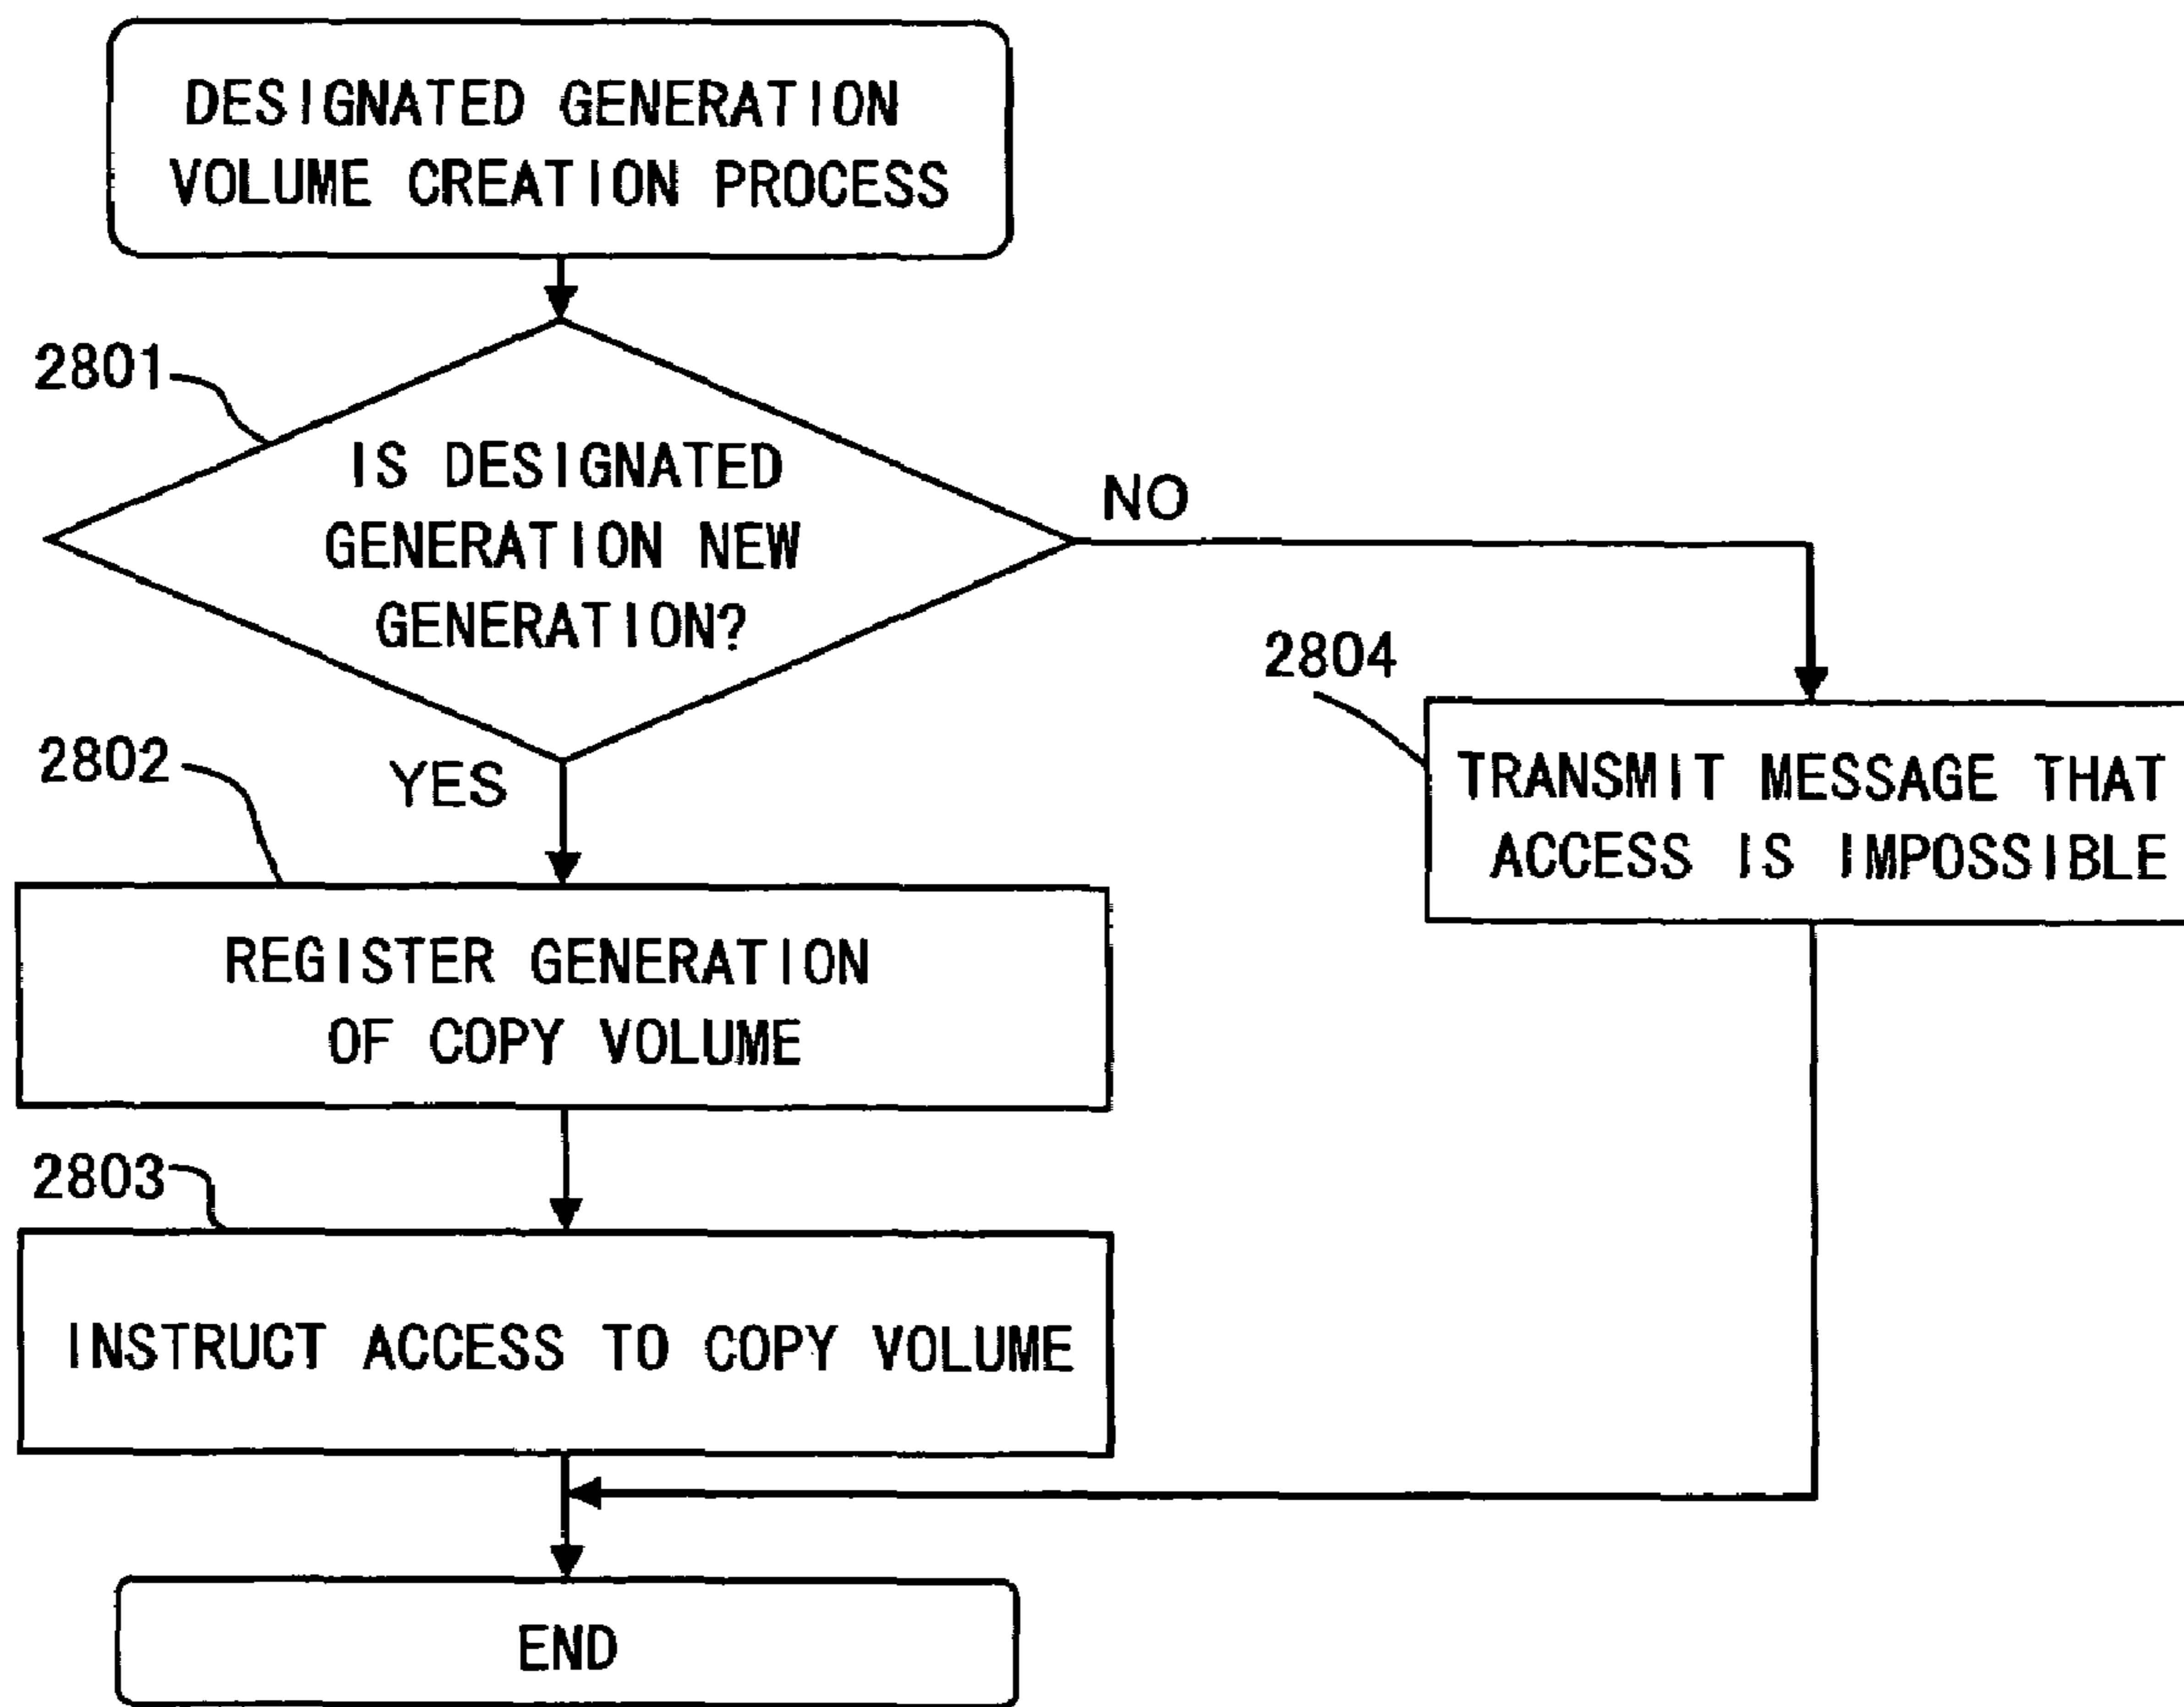 DESIGNATED GENERATION
VOLUME CREATION PROCESS
2801
IS DESIGNATED
GENERATION NEW
GENERATION?
NO
2804
TRANSMIT MESSAGE THAT
ACCESS IS IMPOSSIBLE
2802
YES
REGISTER GENERATION
OF COPY VOLUME
2803
INSTRUCT ACCESS TO COPY VOLUME
END